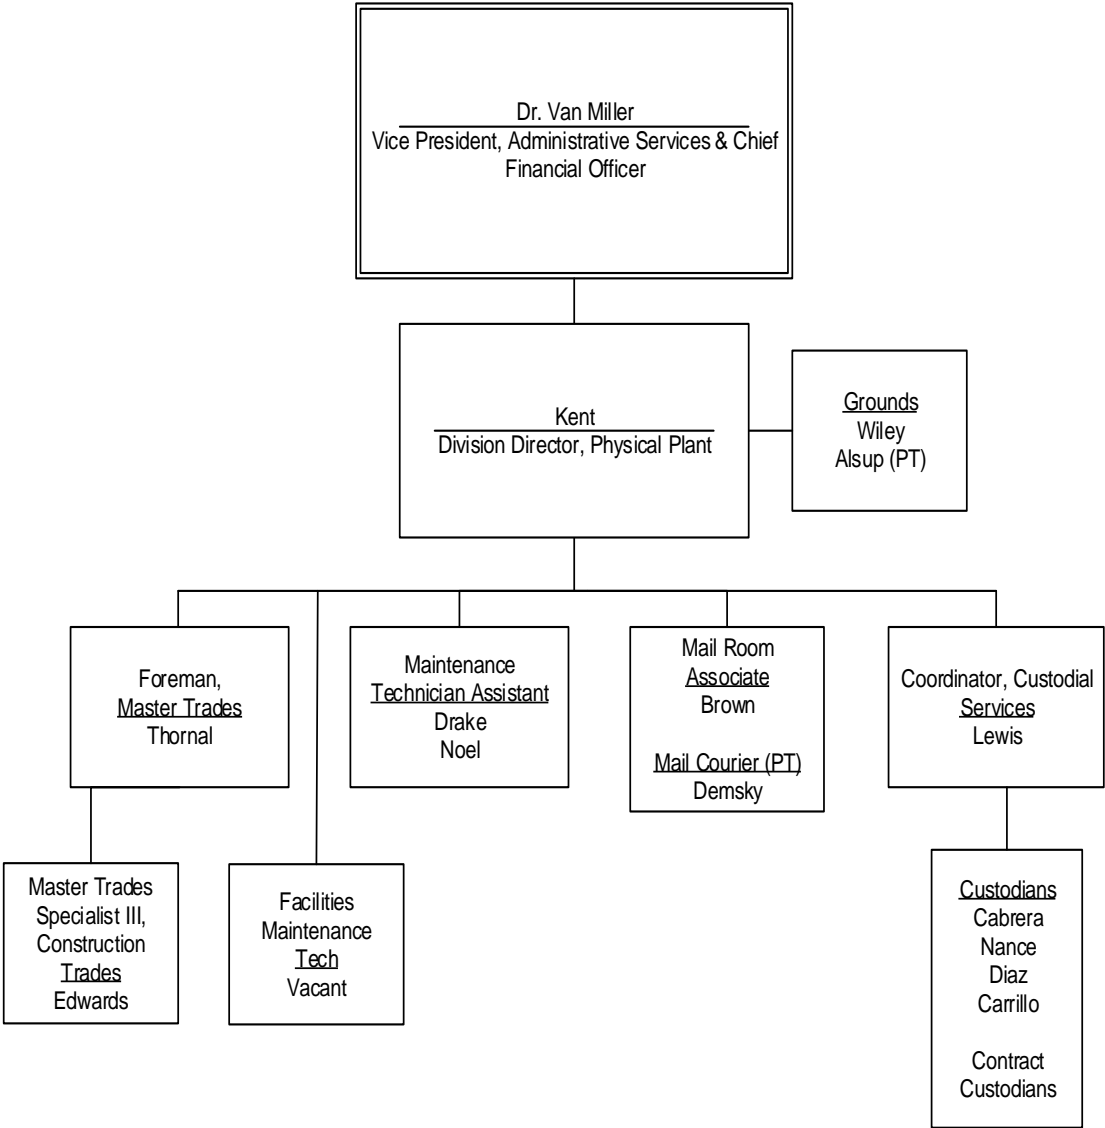 Dr. Van Miller
Vice President, Administrative Services & Chief
Financial Officer
Kent
Division Director, Physical Plant
Grounds
Wiley
Alsup (PT)
Foreman,
Master Trades
Thornal
Maintenance
Technician Assistant
Drake
Noel
Mail Room
Associate
Brown
Mail Courier (PT)
Demsky
Coordinator, Custodial
Services
Lewis
Master Trades
Specialist III,
Construction
Trades
Edwards
Facilities
Maintenance
Tech
Vacant
Custodians
Cabrera
Nance
Diaz
Carrillo
Contract
Custodians